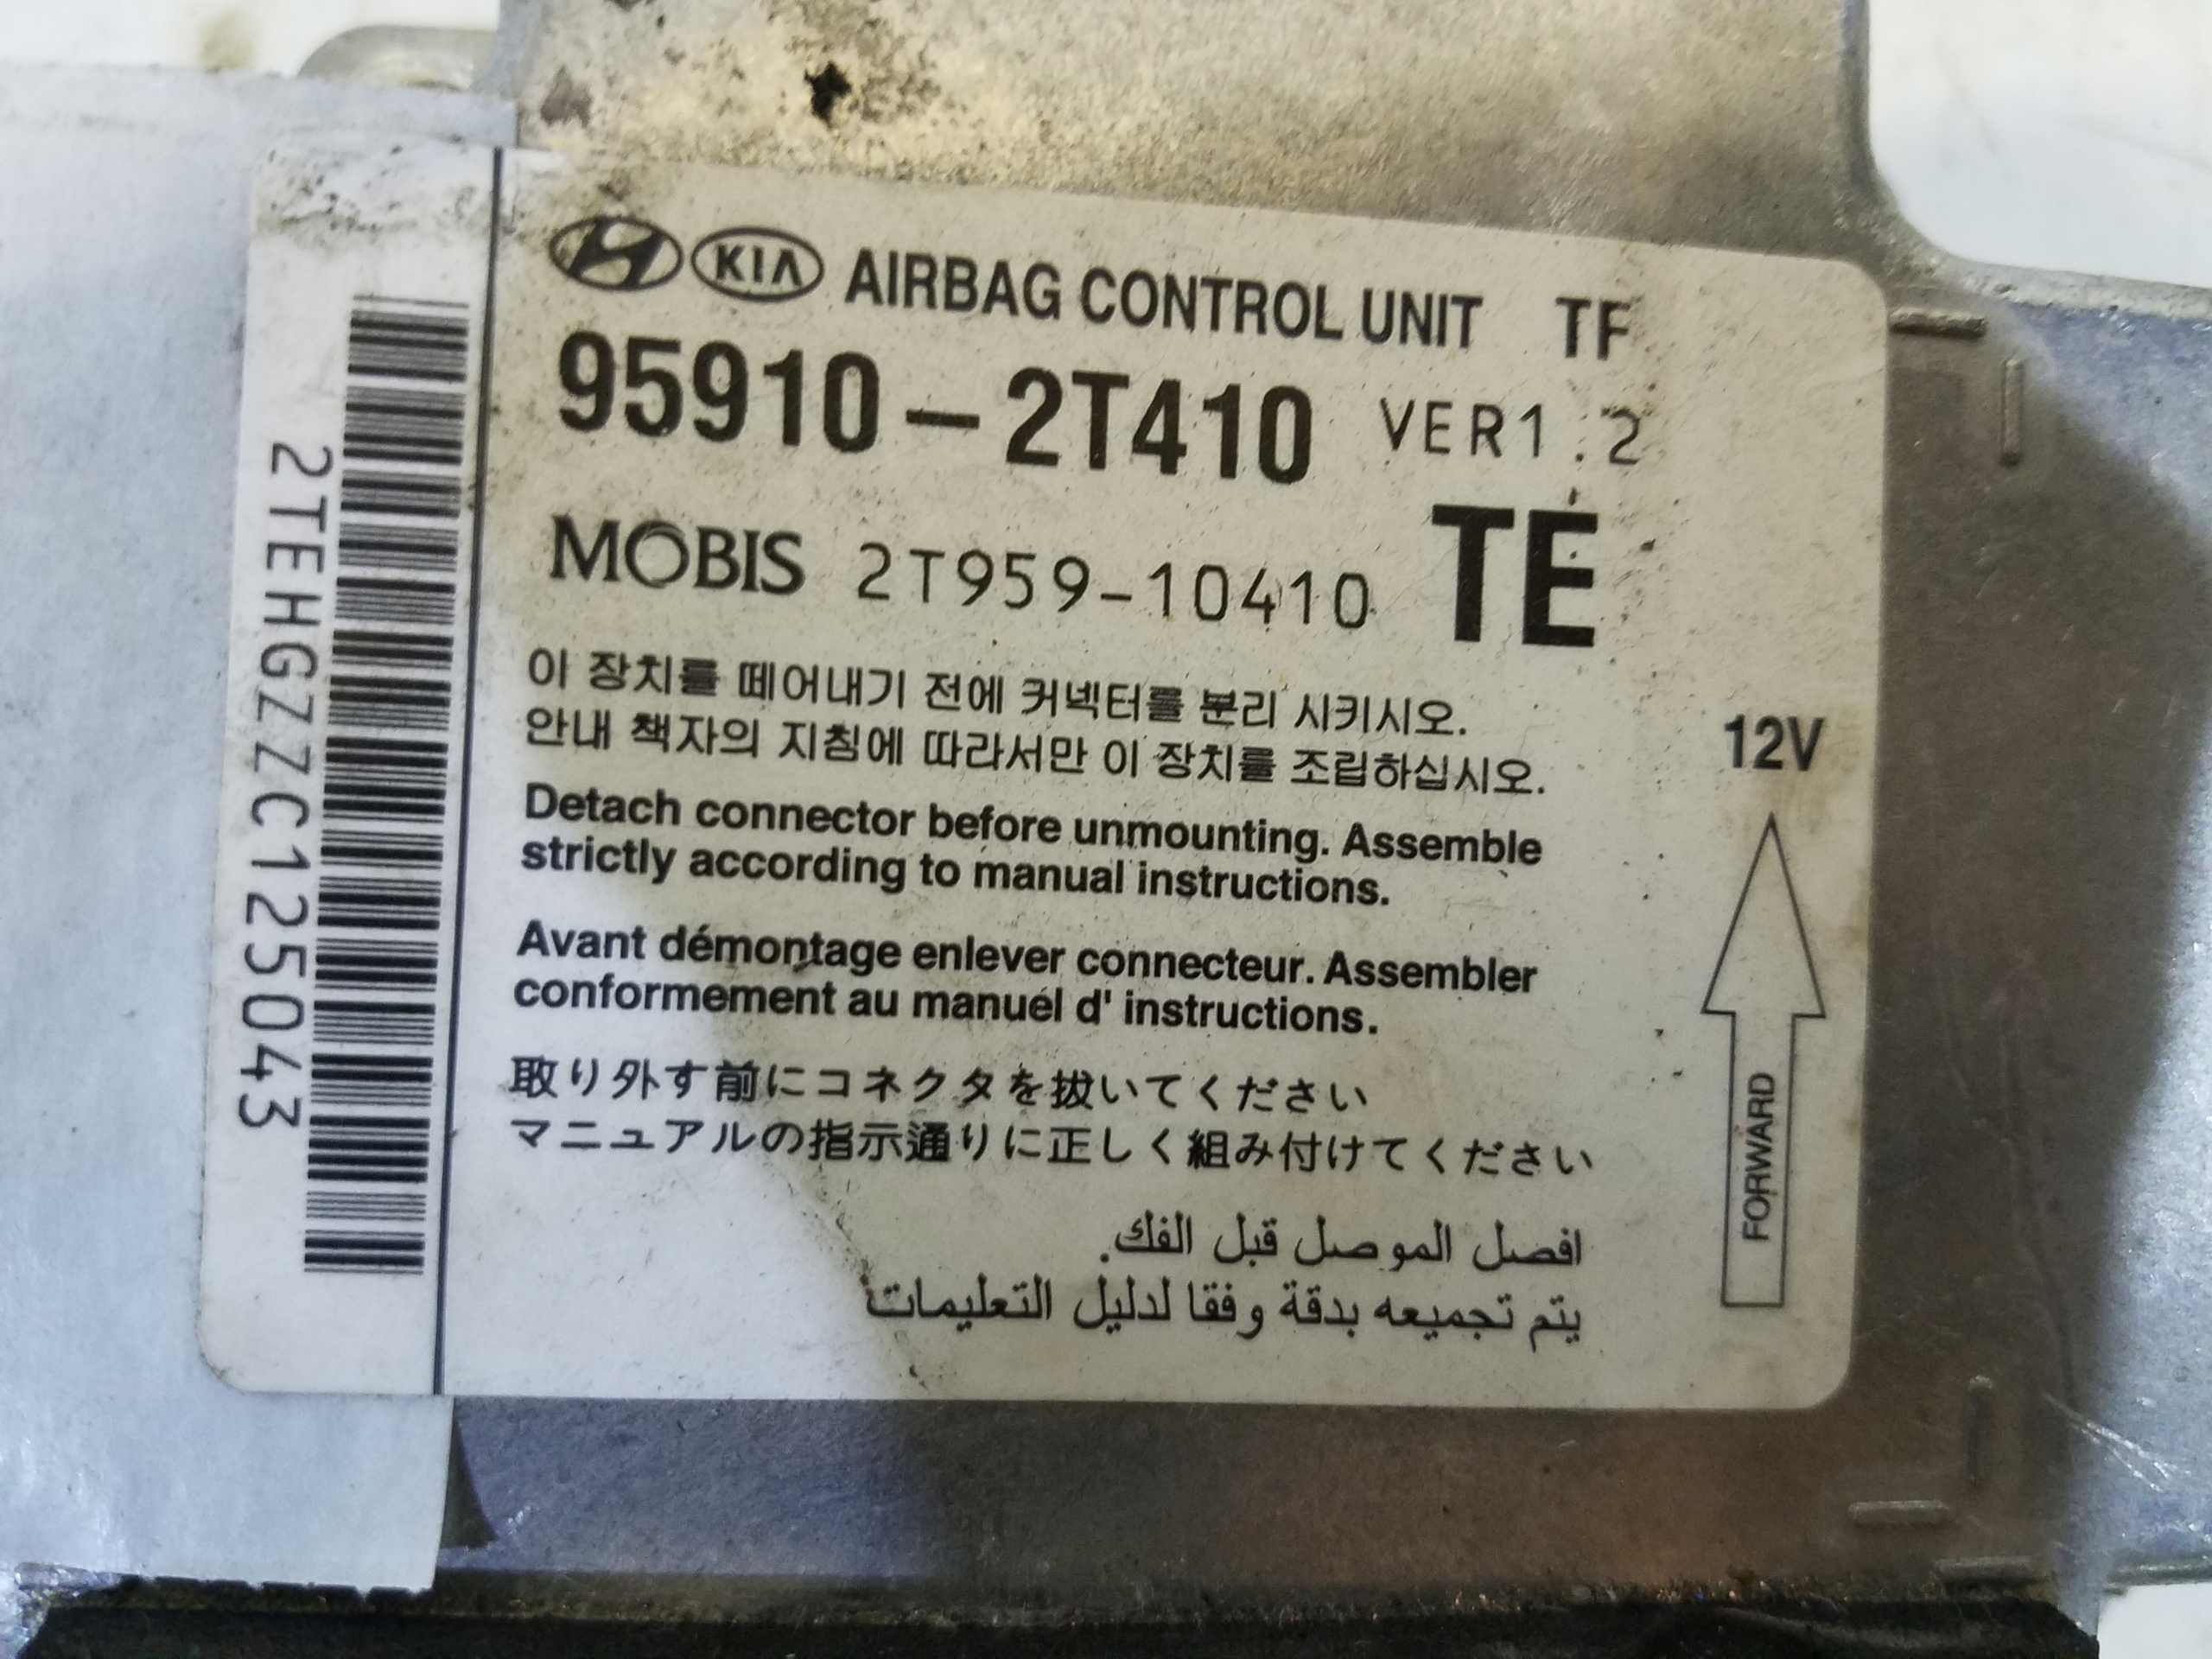 KIA AIRBAG CONTROL UNIT TF
95910-2T410 VER1.2
MOBIS 2T959-10410 TE
이 장치를 떼어내기 전에 커넥터를 분리 시키시오.
안내 책자의 지침에 따라서만 이 장치를 조립하십시오.
Detach connector before unmounting. Assemble
strictly according to manual instructions.
Avant démontage enlever connecteur. Assembler
conformement au manuel d' instructions.
取り外す前にコネクタを抜いてください
マニュアルの指示通りに正しく組み付けてください
افصل الموصل قبل الفك.
يتم تجميعه بدقة وفقا لدليل التعليمات
12V
FORWARD
2TEHGZZC125043